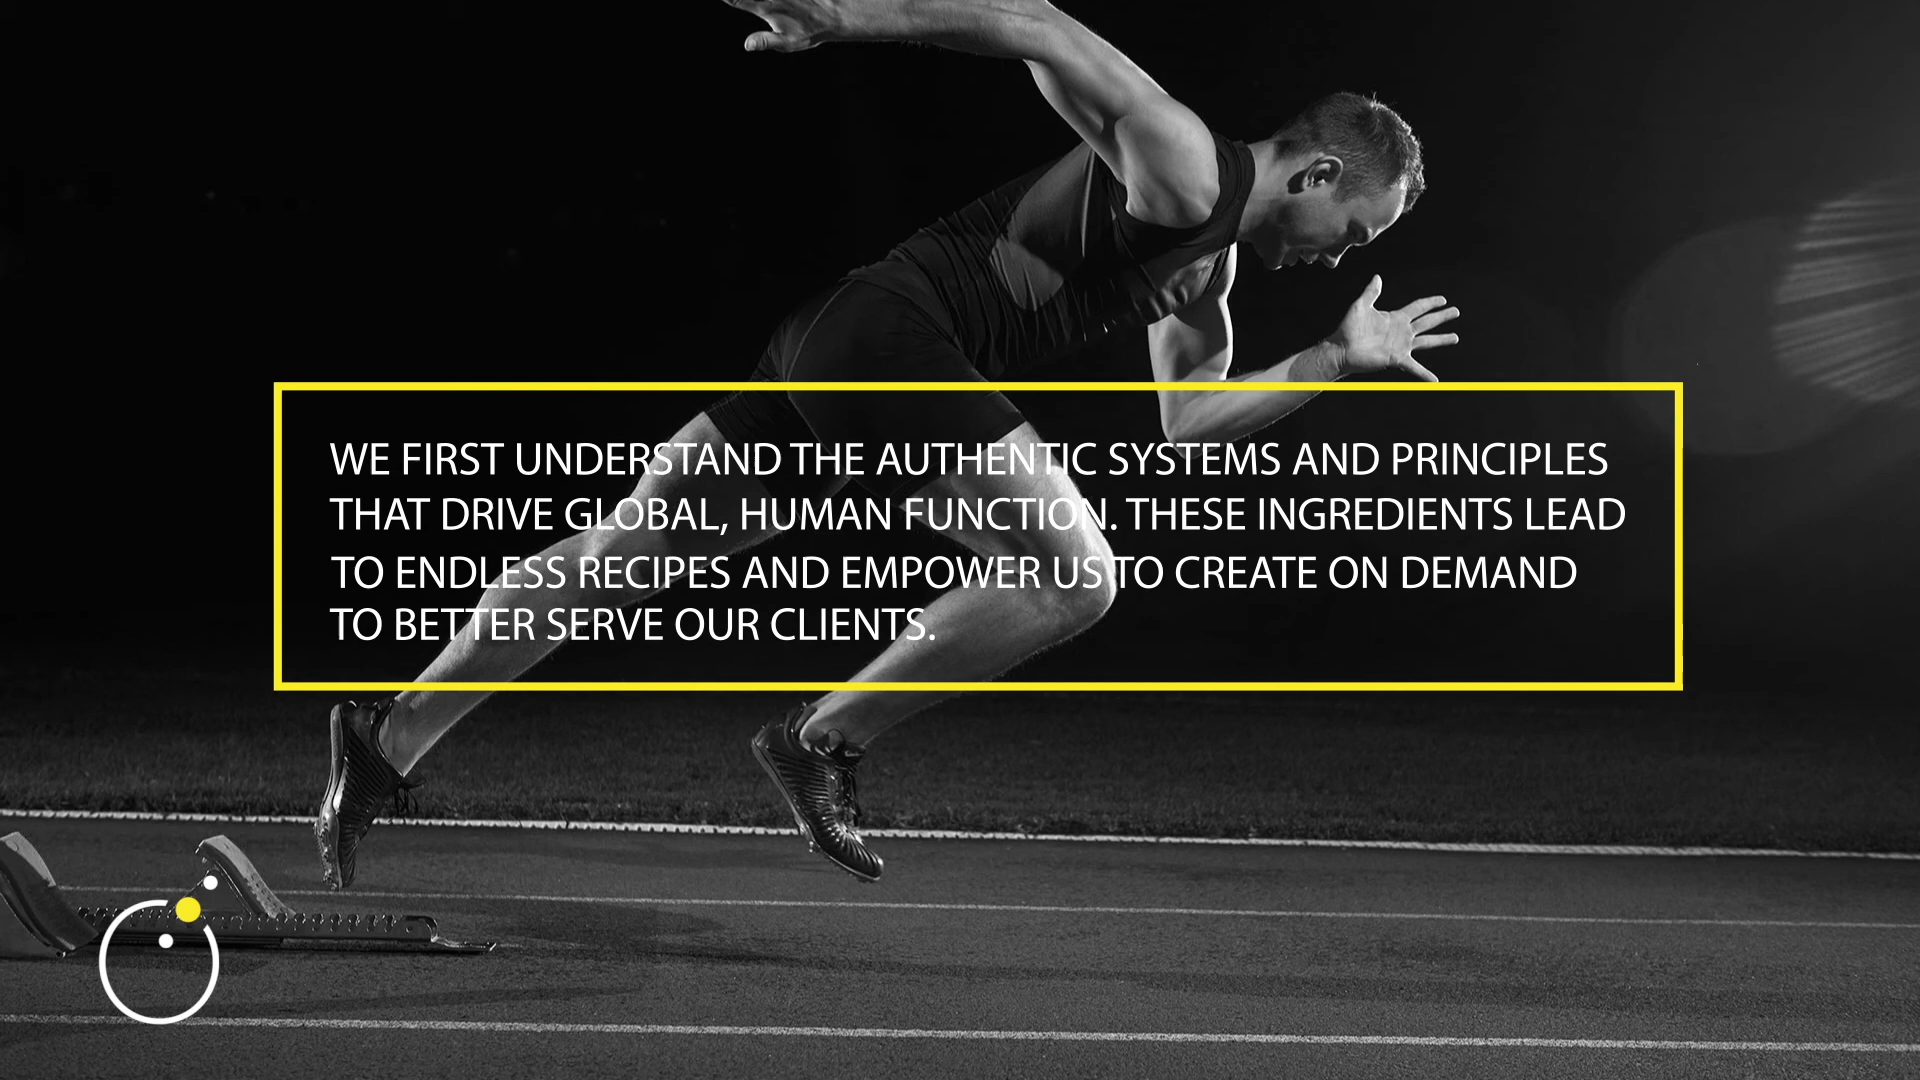 WE FIRST UNDERSTAND THE AUTHENTIC SYSTEMS AND PRINCIPLES
THAT DRIVE GLOBAL, HUMAN FUNCTION. THESE INGREDIENTS LEAD
TO ENDLESS RECIPES AND EMPOWER US TO CREATE ON DEMAND
TO BETTER SERVE OUR CLIENTS.